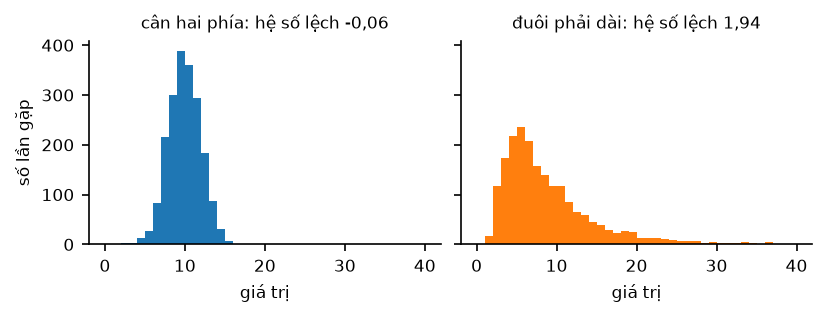 cân hai phía: hệ số lệch -0,06
đuôi phải dài: hệ số lệch 1,94
số lần gặp
400
300
200
100
0
0 10 20 30 40
0 10 20 30 40
giá trị
giá trị